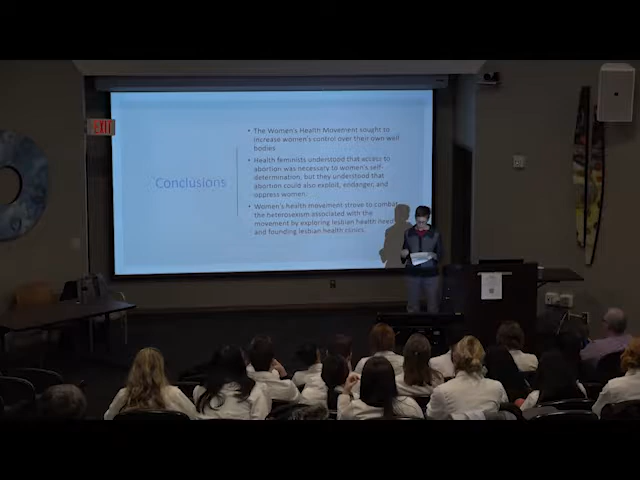 EXIT
Conclusions
• The Women's Health Movement sought to
increase women's control over their own well
bodies
• Health feminists understood that access to
abortion was necessary to women's self-
determination, but they understood that
abortion could also exploit, endanger, and
oppress women.
• Women's health movement strove to combat
the heterosexism associated with the
movement by exploring lesbian health needs
and founding lesbian health clinics.